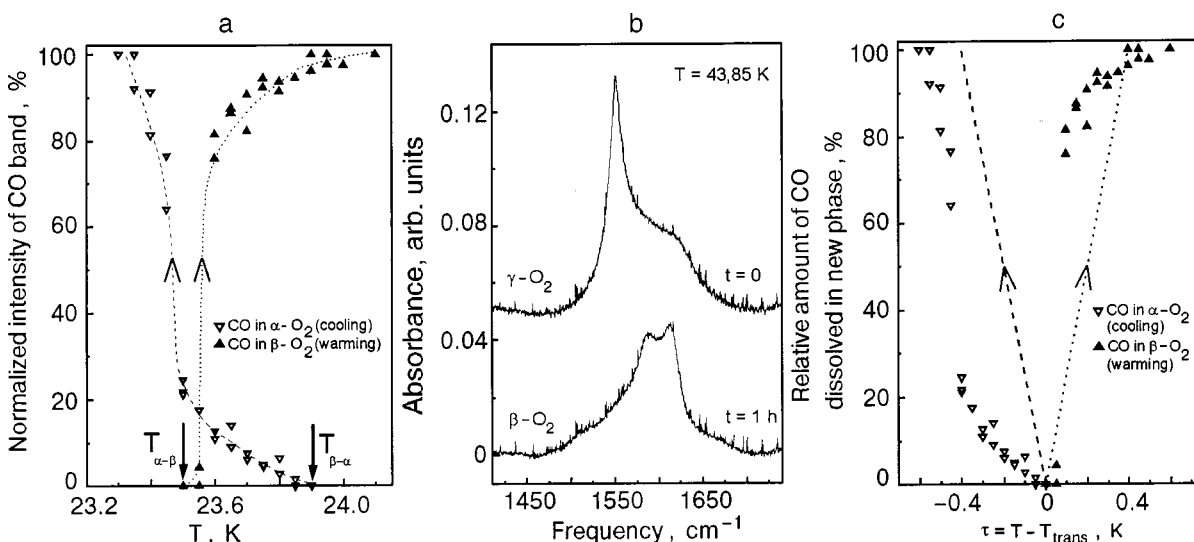 a
Normalized intensity of CO band , %
100
80
60
40
20
0
CO in α- O2 (cooling)
CO in β- O2 (warming)
Tα−β
Tβ−α
23.2
23.6
24.0
T , K
b
Absorbance, arb. units
T = 43,85 K
0.12
0.08
0.04
0
γ−O2
t = 0
β−O2
t = 1 h
1450
1550
1650
Frequency , cm−1
c
Relative amount of CO
dissolved in new phase , %
100
80
60
40
20
0
CO in α- O2
(cooling)
CO in β- O2
(warming)
−0.4
0
0.4
τ = T − Ttrans , K